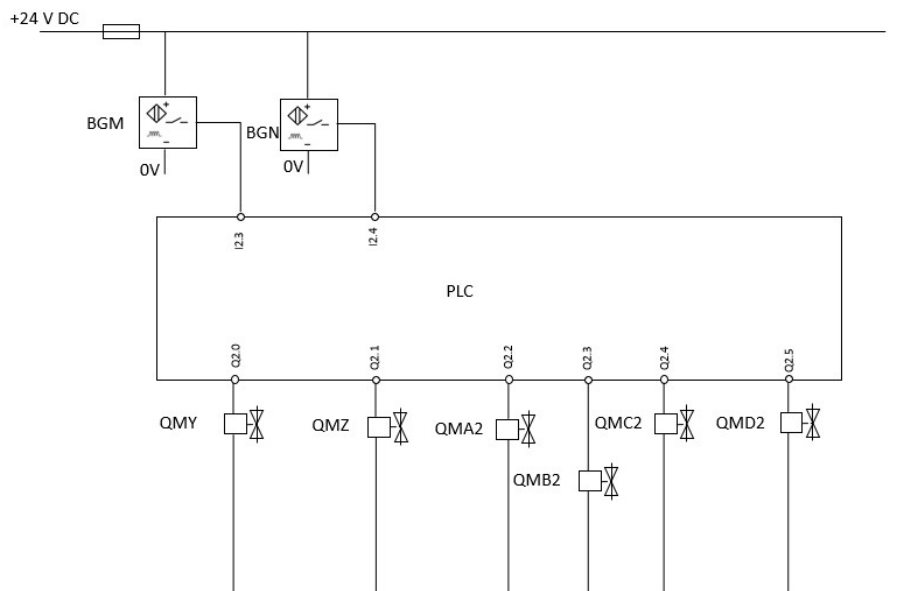 +24 V DC
BGM
BGN
0V
0V
I2.3
I2.4
PLC
Q2.0
Q2.1
Q2.2
Q2.3
Q2.4
Q2.5
QMY
QMZ
QMA2
QMC2
QMD2
QMB2